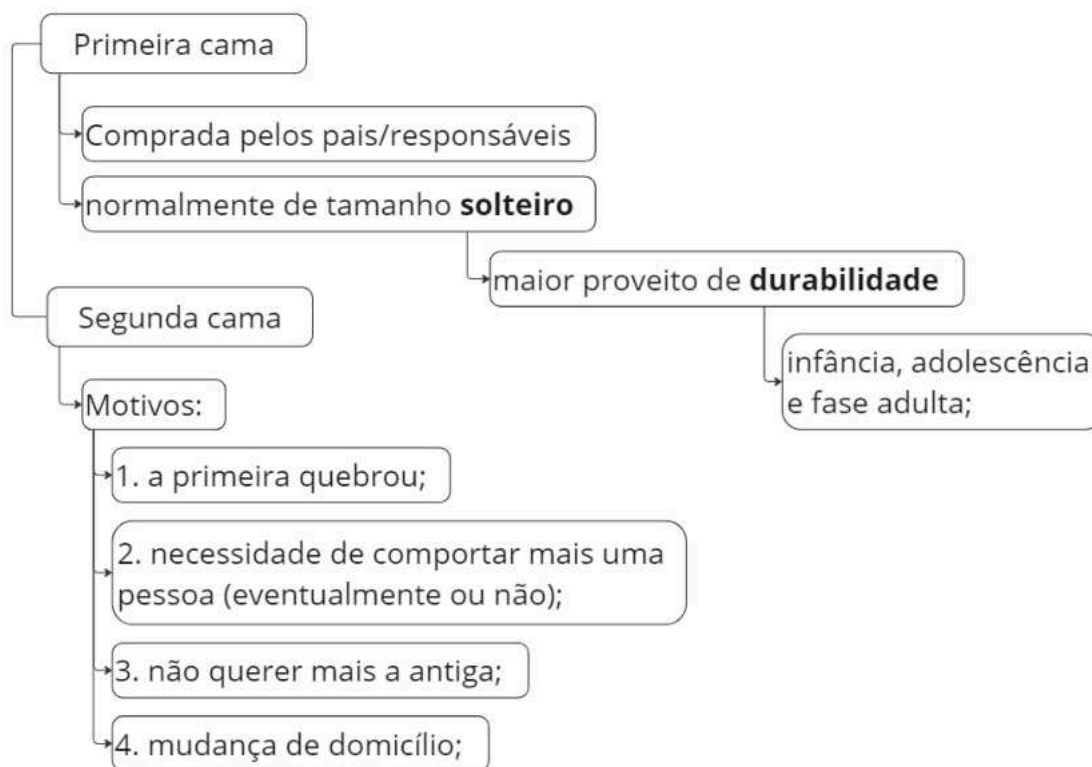 Primeira cama
Comprada pelos pais/responsáveis
normalmente de tamanho solteiro
maior proveito de durabilidade
infância, adolescência
e fase adulta;
Segunda cama
Motivos:
1. a primeira quebrou;
2. necessidade de comportar mais uma
pessoa (eventualmente ou não);
3. não querer mais a antiga;
4. mudança de domicílio;